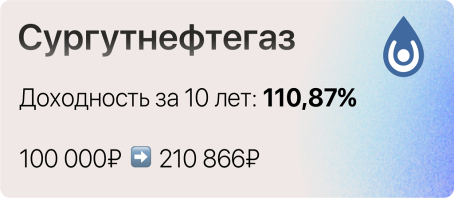 Сургутнефтегаз
Доходность за 10 лет: 110,87%
100 000₽ ➡️ 210 866₽